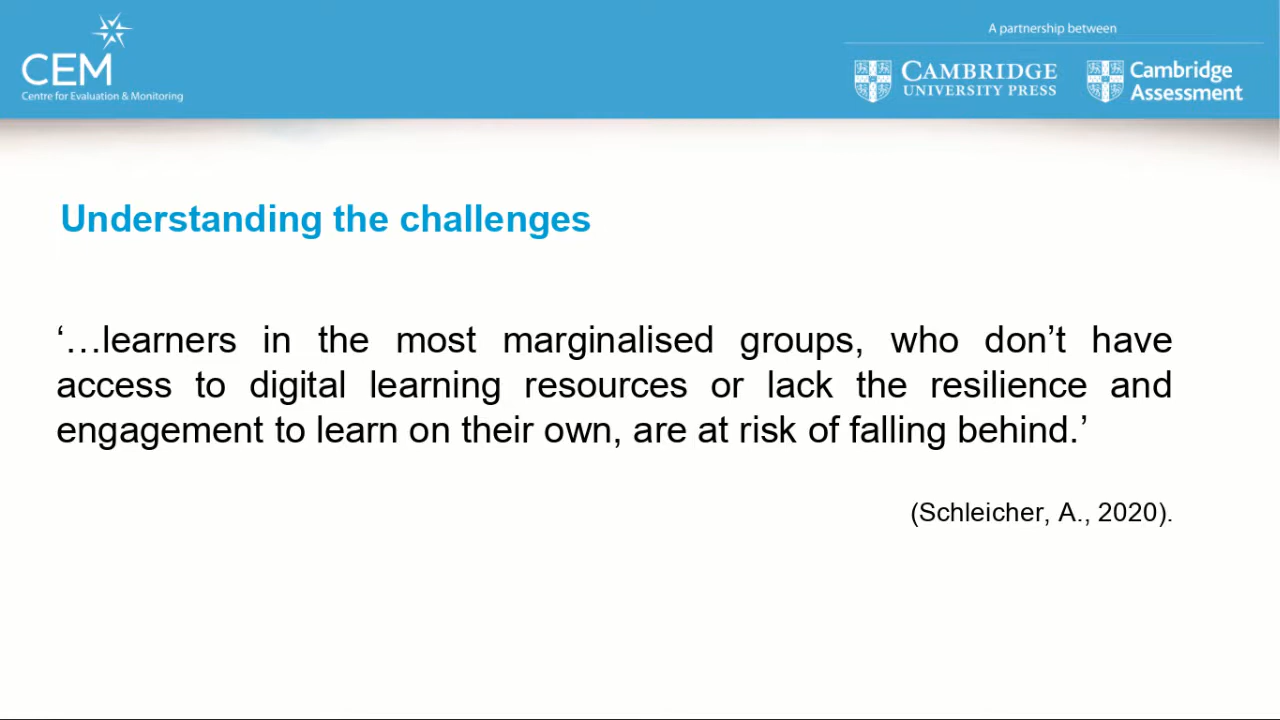 CEM
Centre for Evaluation & Monitoring
A partnership between
CAMBRIDGE
UNIVERSITY PRESS
Cambridge
Assessment
Understanding the challenges
‘…learners in the most marginalised groups, who don’t have
access to digital learning resources or lack the resilience and
engagement to learn on their own, are at risk of falling behind.’
(Schleicher, A., 2020).